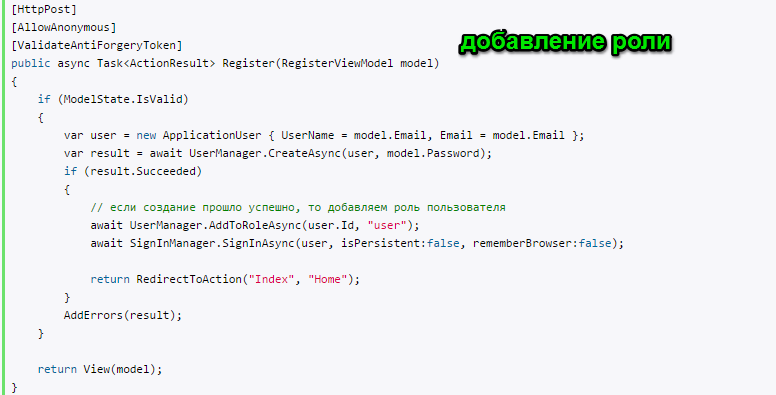 [HttpPost]
[AllowAnonymous]
[ValidateAntiForgeryToken]
добавление роли
public async Task<ActionResult> Register(RegisterViewModel model)
{
    if (ModelState.IsValid)
    {
        var user = new ApplicationUser { UserName = model.Email, Email = model.Email };
        var result = await UserManager.CreateAsync(user, model.Password);
        if (result.Succeeded)
        {
            // если создание прошло успешно, то добавляем роль пользователя
            await UserManager.AddToRoleAsync(user.Id, "user");
            await SignInManager.SignInAsync(user, isPersistent:false, rememberBrowser:false);

            return RedirectToAction("Index", "Home");
        }
        AddErrors(result);
    }

    return View(model);
}